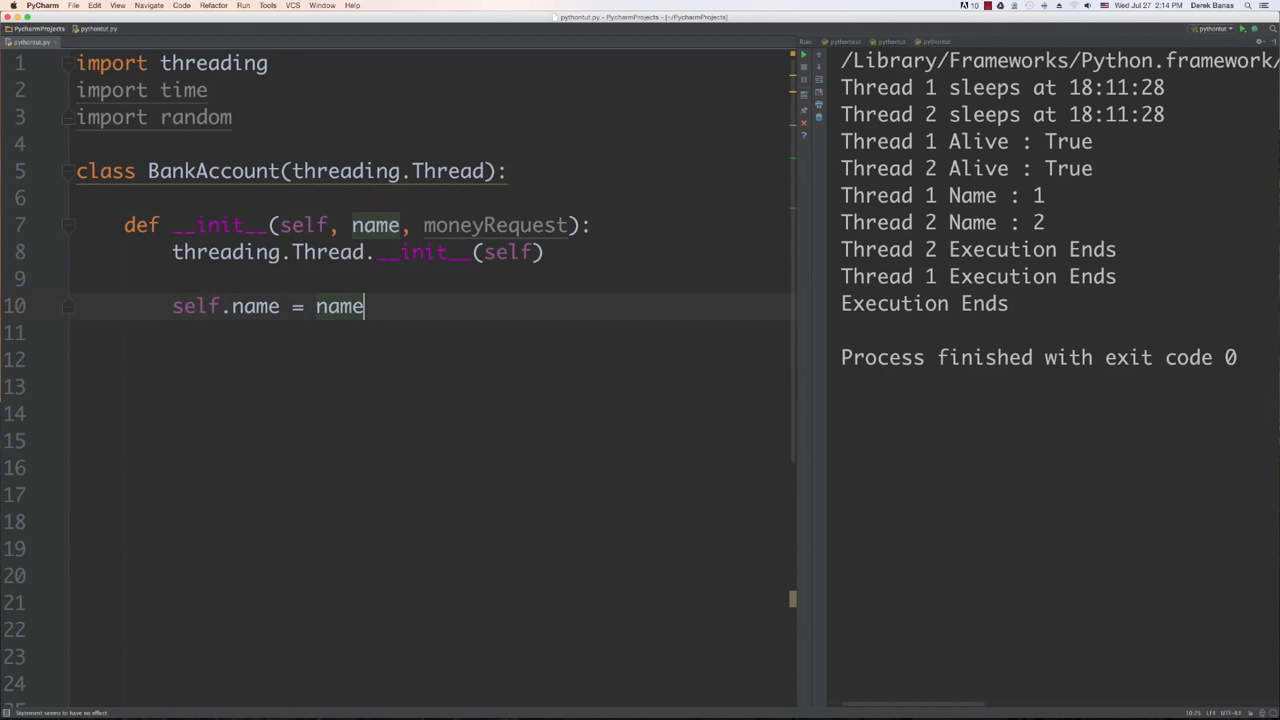 PyCharm File Edit View Navigate Code Refactor Run Tools VCS Window Help
10 Wed Jul 27 2:14 PM Derek Banas
pythontut.py - PycharmProjects - [~/PycharmProjects]
PycharmProjects pythontut.py
pythontut
pythontut.py
Run: pythontest pythontut pythontut
1 import threading
2 import time
3 import random
4
5 class BankAccount(threading.Thread):
6
7 def __init__(self, name, moneyRequest):
8 threading.Thread.__init__(self)
9
10 self.name = name
11
12
13
14
15
16
17
18
19
20
21
22
23
24
25
/Library/Frameworks/Python.framework/
Thread 1 sleeps at 18:11:28
Thread 2 sleeps at 18:11:28
Thread 1 Alive : True
Thread 2 Alive : True
Thread 1 Name : 1
Thread 2 Name : 2
Thread 2 Execution Ends
Thread 1 Execution Ends
Execution Ends
Process finished with exit code 0
Statement seems to have no effect
10:25 LF‡ UTF-8‡